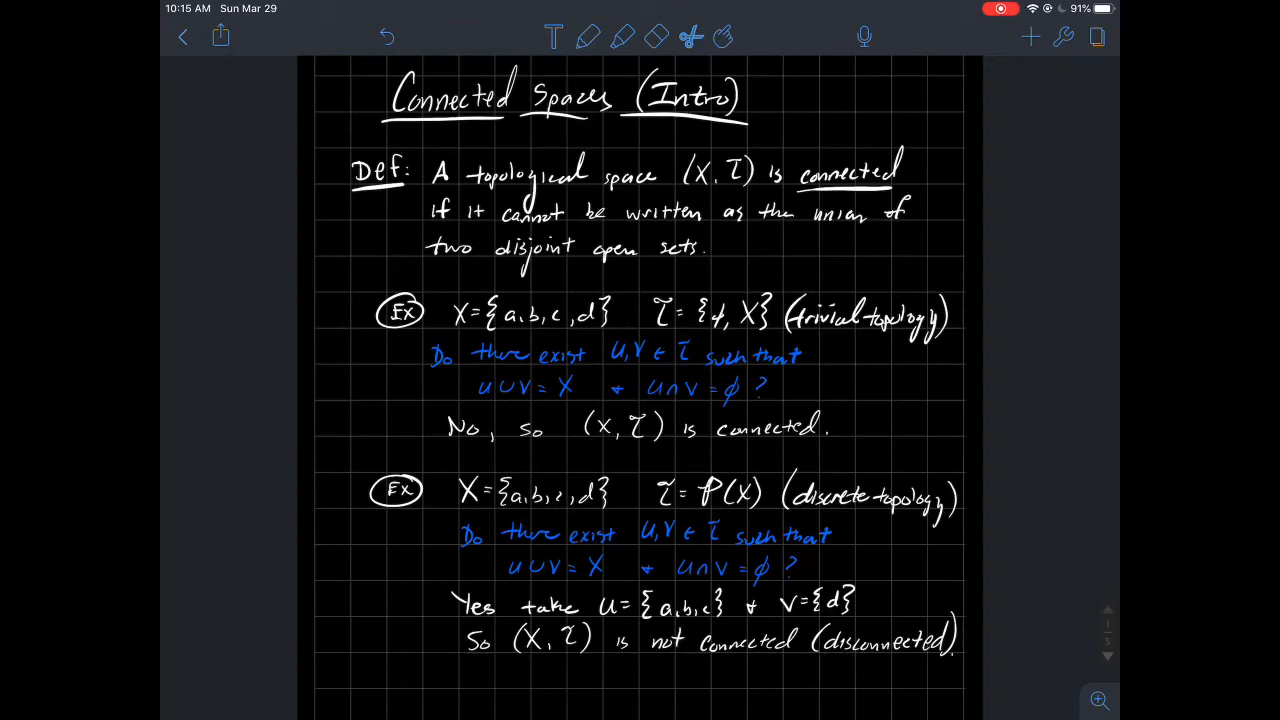 10:15 AM Sun Mar 29
91%
Connected Spaces (Intro)
Def: A topological space (X, τ) is connected
if it cannot be written as the union of
two disjoint open sets.
Ex X = {a, b, c, d} τ = {ϕ, X} (trivial topology)
Do there exist U, V ∈ τ such that
U ∪ V = X + U ∩ V = ϕ ?
No, so (X, τ) is connected.
Ex X = {a, b, c, d} τ = P(X) (discrete topology)
Do there exist U, V ∈ τ such that
U ∪ V = X + U ∩ V = ϕ ?
Yes take U = {a, b, c} + V = {d}
So (X, τ) is not connected (disconnected).
1
5